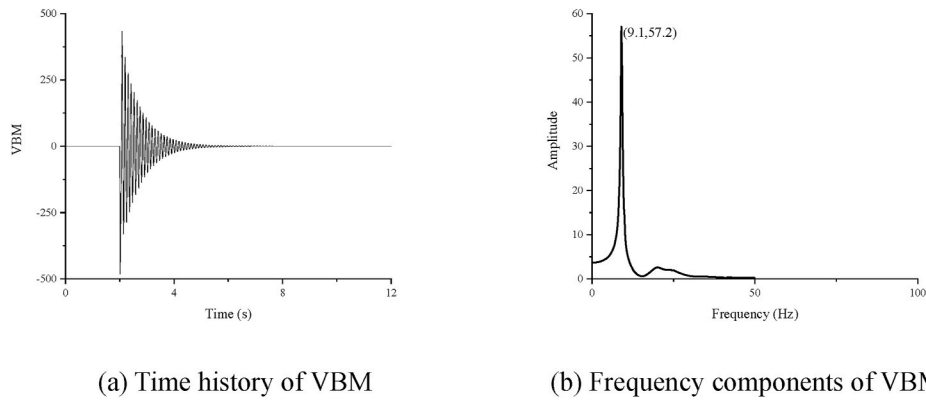 500
250
0
-250
-500
VBM
0 4 8 12
Time (s)
60
50
40
30
20
10
0
Amplitude
(9.1,57.2)
0 50 100
Frequency (Hz)
(a) Time history of VBM
(b) Frequency components of VBM